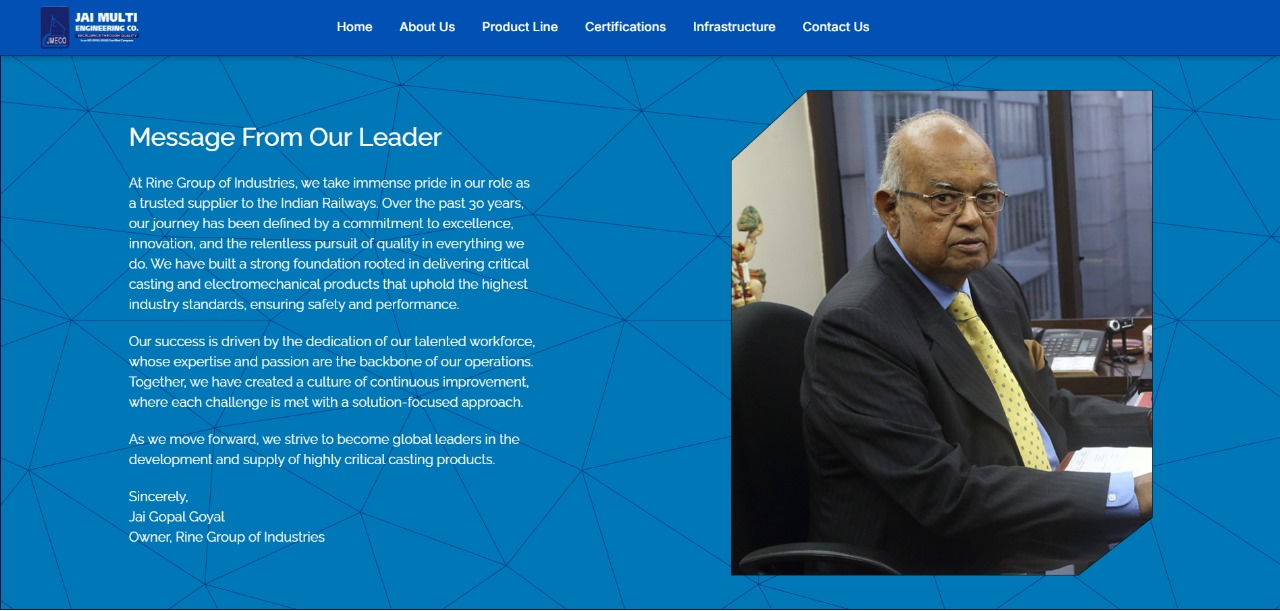 JAI MULTI
ENGINEERING CO.
JMECO
EXCELLENCE THROUGH QUALITY
Home About Us Product Line Certifications Infrastructure Contact Us
Message From Our Leader
At Rine Group of Industries, we take immense pride in our role as
a trusted supplier to the Indian Railways. Over the past 30 years,
our journey has been defined by a commitment to excellence,
innovation, and the relentless pursuit of quality in everything we
do. We have built a strong foundation rooted in delivering critical
casting and electromechanical products that uphold the highest
industry standards, ensuring safety and performance.
Our success is driven by the dedication of our talented workforce,
whose expertise and passion are the backbone of our operations.
Together, we have created a culture of continuous improvement,
where each challenge is met with a solution-focused approach.
As we move forward, we strive to become global leaders in the
development and supply of highly critical casting products.
Sincerely,
Jai Gopal Goyal
Owner, Rine Group of Industries